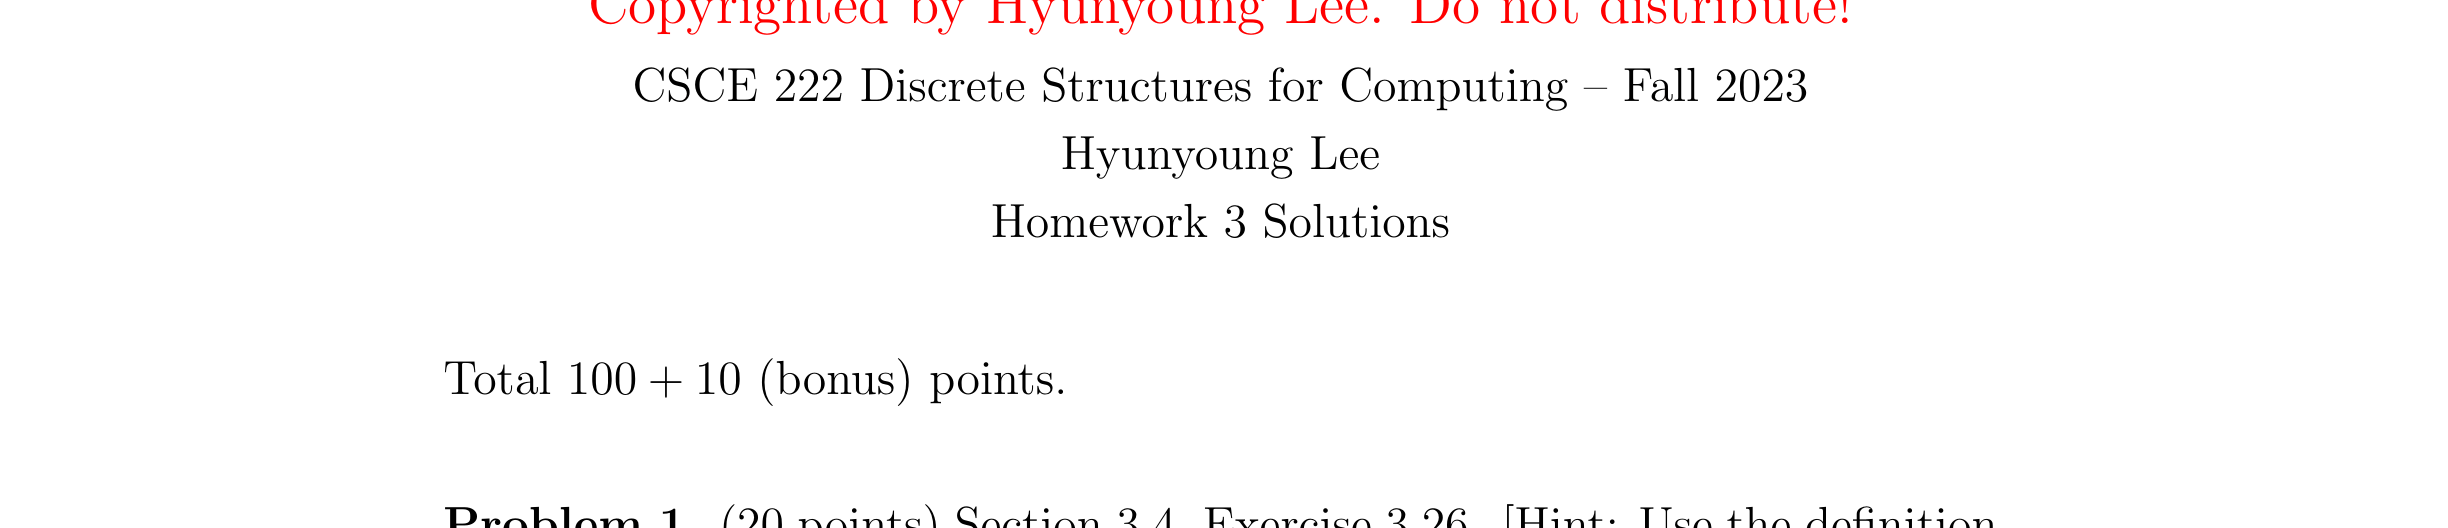 Copyrighted by Hyunyoung Lee. Do not distribute!
CSCE 222 Discrete Structures for Computing – Fall 2023
Hyunyoung Lee
Homework 3 Solutions
Total 100 + 10 (bonus) points.
Problem 1. (20 points) Section 3.4, Exercise 3.26. [Hint: Use the definition